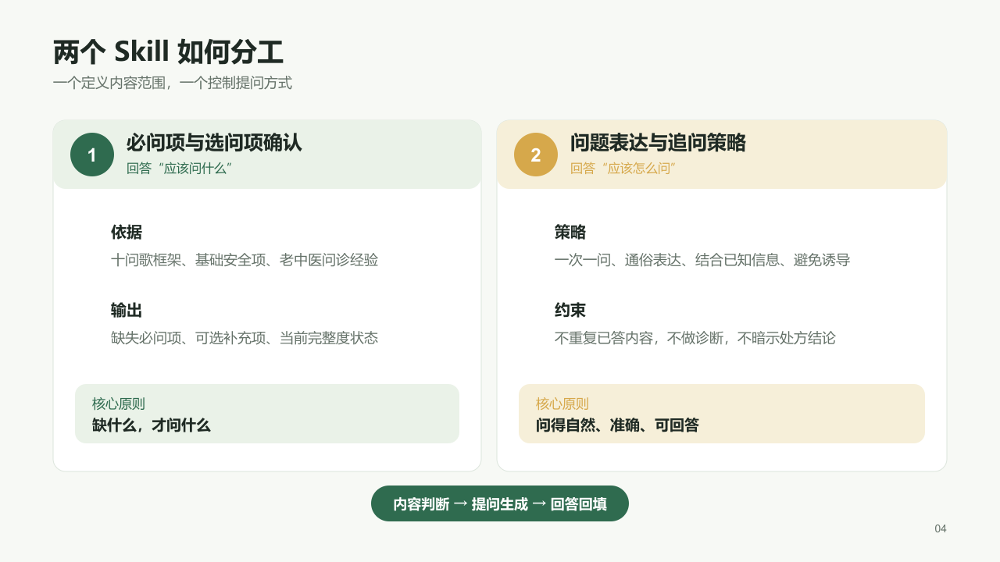 两个 Skill 如何分工
一个定义内容范围，一个控制提问方式
1
必问项与选问项确认
回答“应该问什么”
依据
十问歌框架、基础安全项、老中医问诊经验
输出
缺失必问项、可选补充项、当前完整度状态
核心原则
缺什么，才问什么
2
问题表达与追问策略
回答“应该怎么问”
策略
一次一问、通俗表达、结合已知信息、避免诱导
约束
不重复已答内容，不做诊断，不暗示处方结论
核心原则
问得自然、准确、可回答
内容判断 → 提问生成 → 回答回填
04